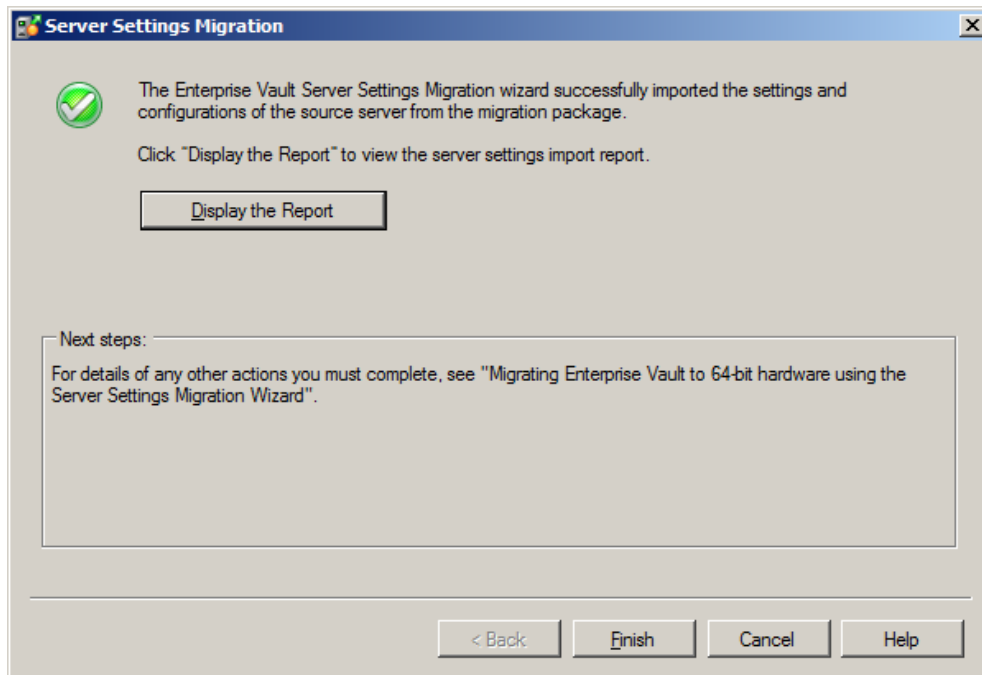 Server Settings Migration
The Enterprise Vault Server Settings Migration wizard successfully imported the settings and
configurations of the source server from the migration package.
Click "Display the Report" to view the server settings import report.
Display the Report
Next steps:
For details of any other actions you must complete, see "Migrating Enterprise Vault to 64-bit hardware using the
Server Settings Migration Wizard".
< Back Finish Cancel Help